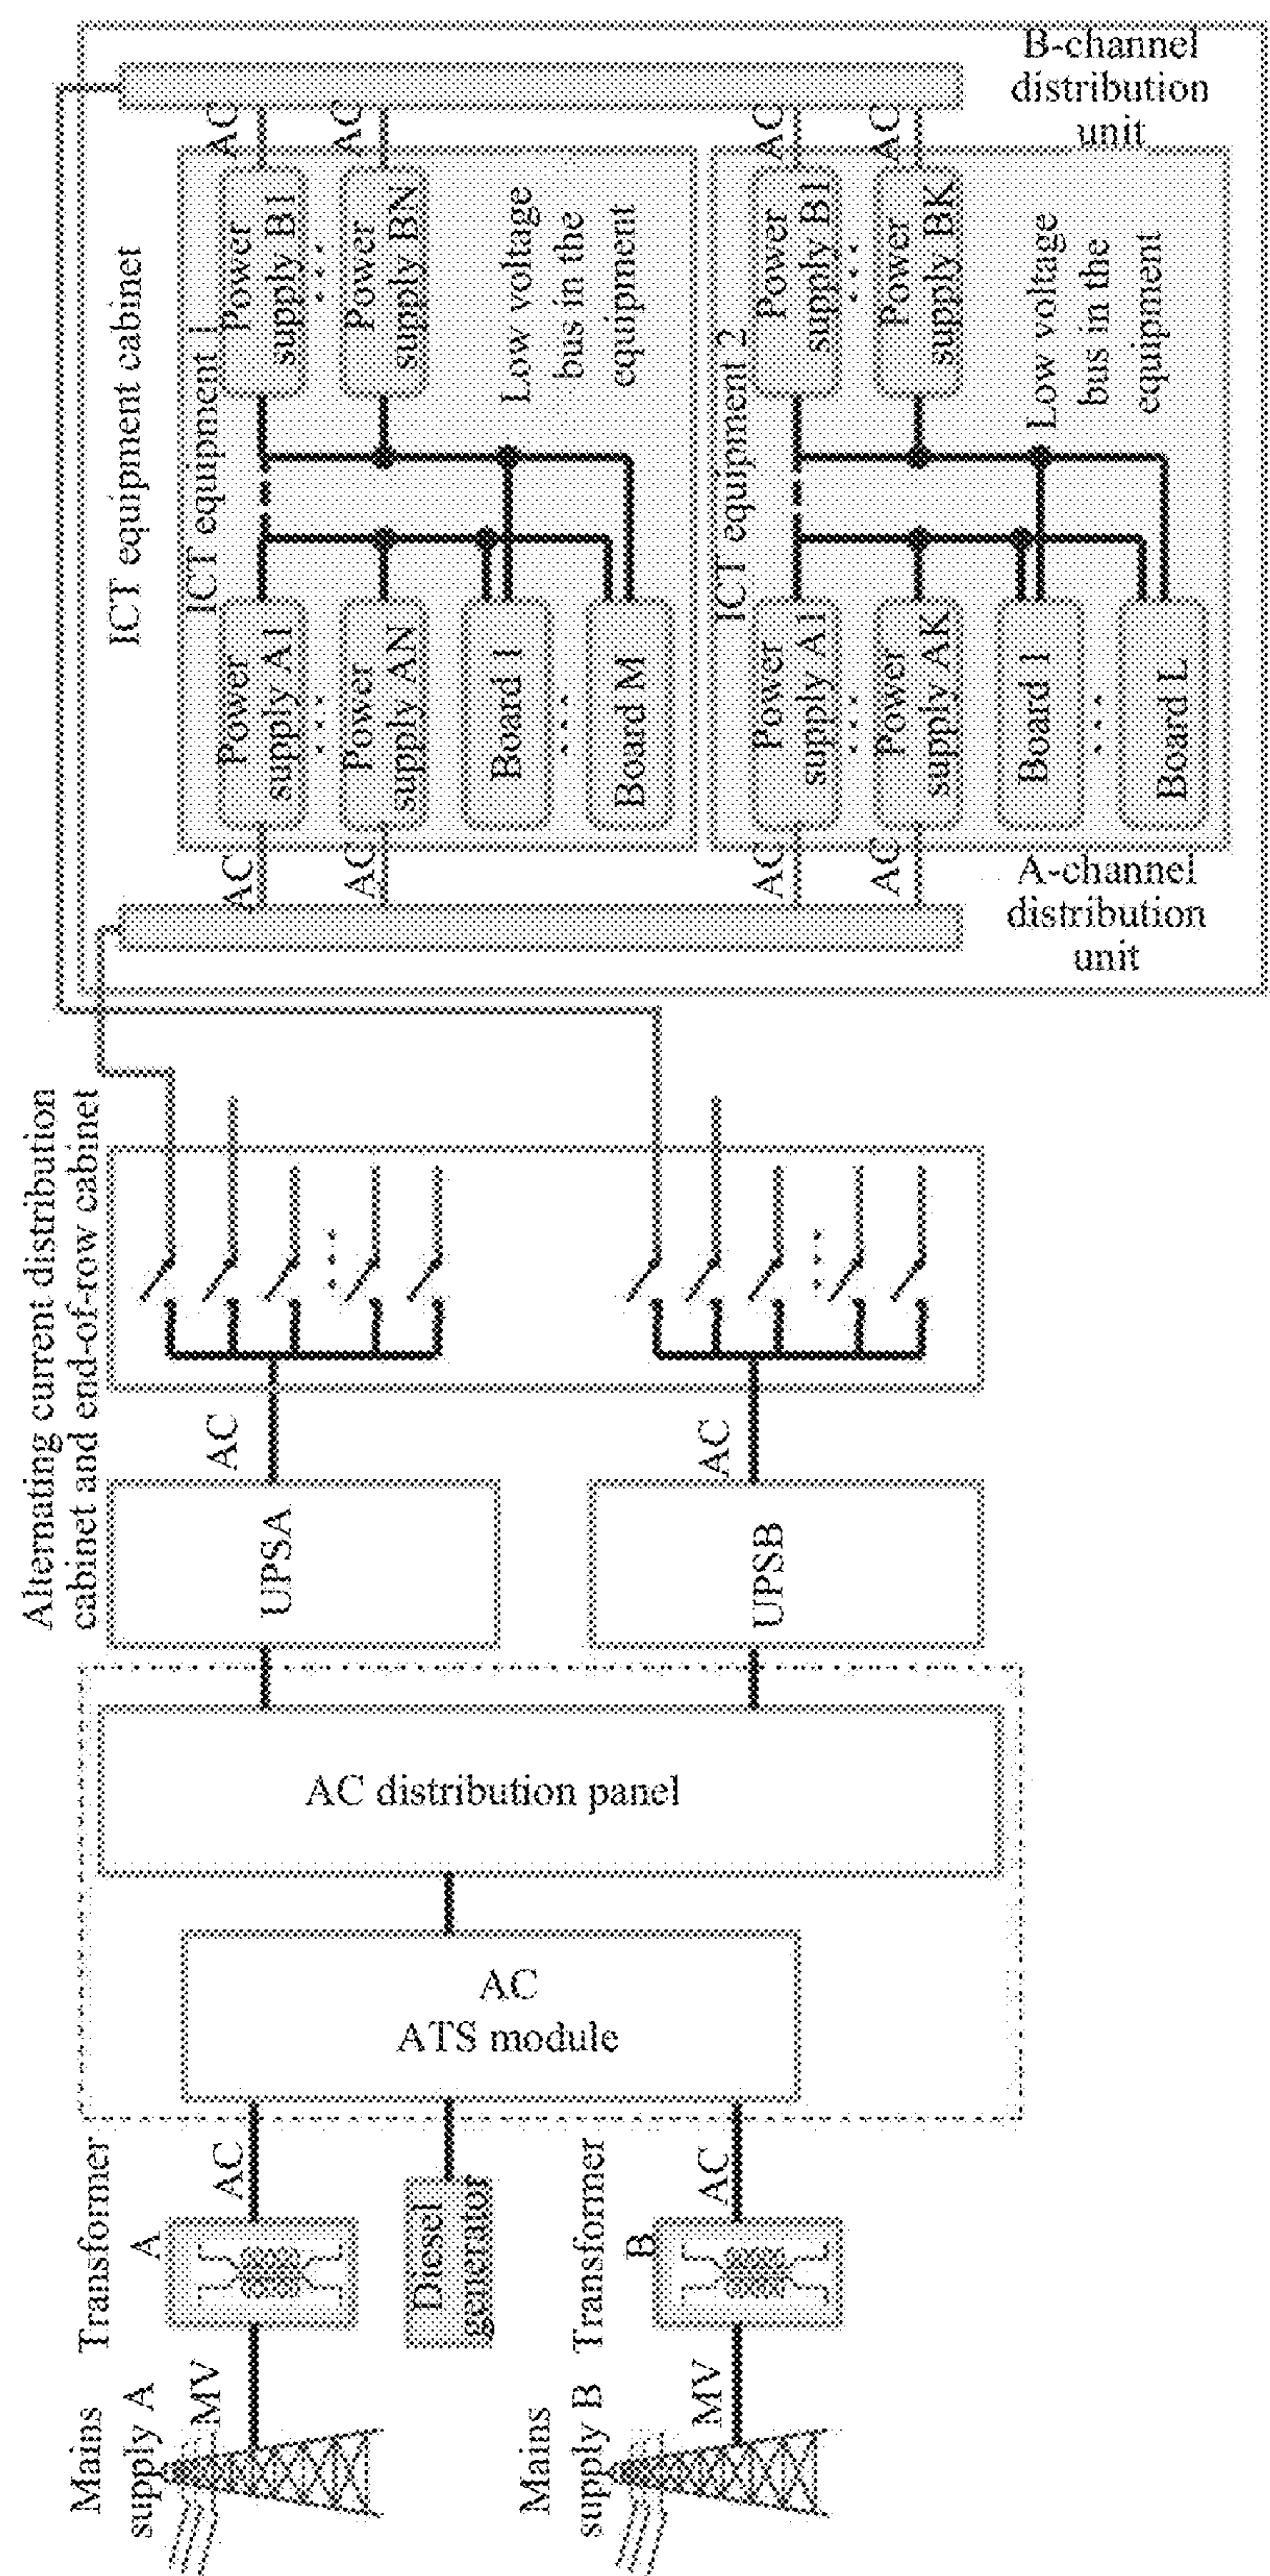 Mains
supply A
MV
Transformer
A
AC
Diesel
generator
Mains
supply B
MV
Transformer
B
AC
AC
ATS module
AC distribution panel
UPSA
UPSB
AC
AC
Alternating current distribution
cabinet and end-of-row cabinet
ICT equipment cabinet
ICT equipment 1
AC
Power
supply A1
AC
Power
supply AN
Board 1
Board M
Power
supply B1
AC
Power
supply BN
AC
Low voltage
bus in the
equipment
ICT equipment 2
AC
Power
supply A1
AC
Power
supply AK
Board 1
Board L
Power
supply B1
AC
Power
supply BK
AC
Low voltage
bus in the
equipment
A-channel
distribution
unit
B-channel
distribution
unit